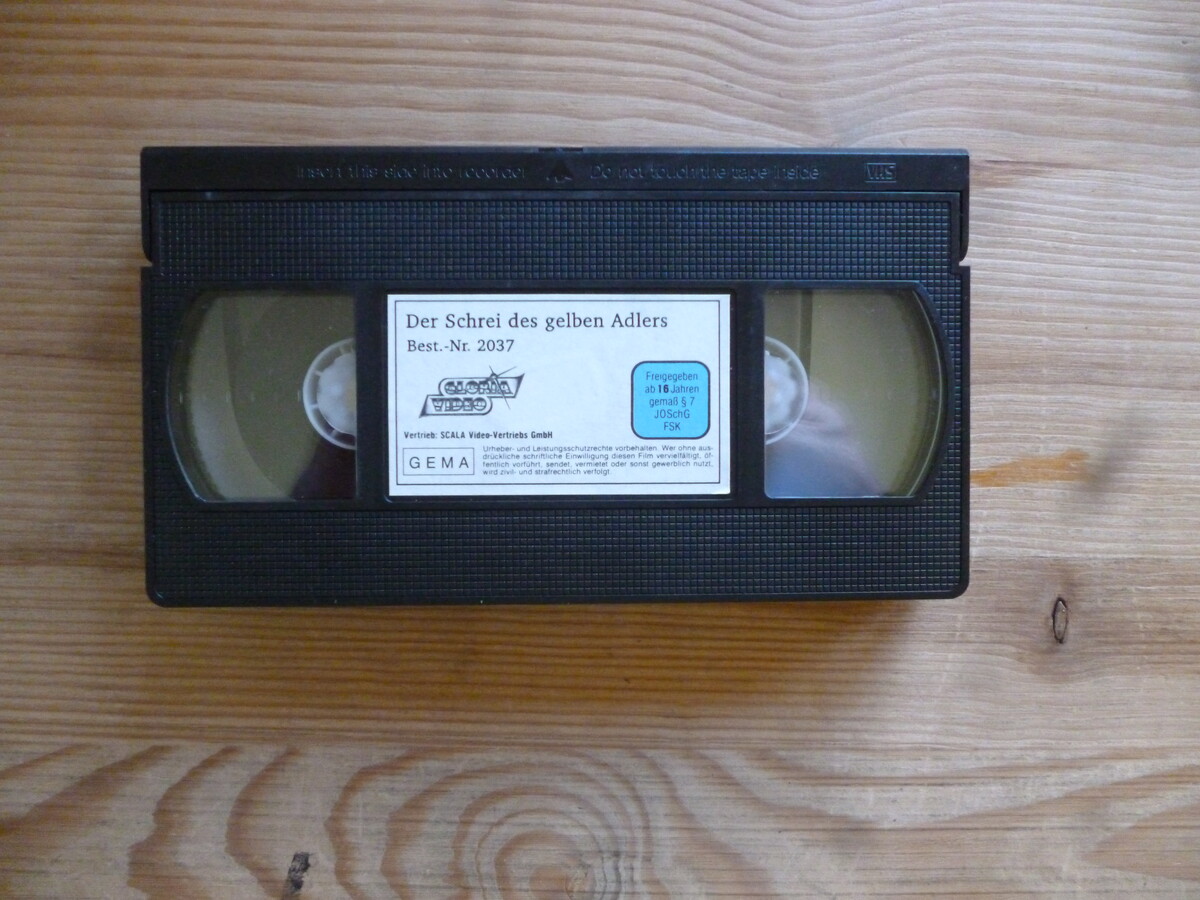 Insert this side into recorder Do not touch the tape inside VHS
Der Schrei des gelben Adlers
Best.-Nr. 2037
GLORIA
VIDEO
Freigegeben
ab 16 Jahren
gemäß § 7
JÖSchG
FSK
Vertrieb: SCALA Video-Vertriebs GmbH
GEMA
Urheber- und Leistungsschutzrechte vorbehalten. Wer ohne aus-
drückliche schriftliche Einwilligung diesen Film vervielfältigt, öf-
fentlich vorführt, sendet, vermietet oder sonst gewerblich nutzt,
wird zivil- und strafrechtlich verfolgt.